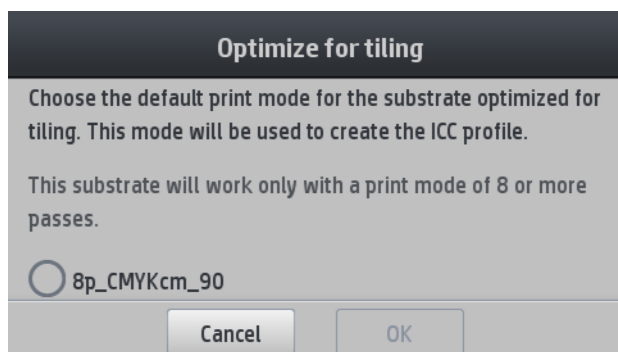 Optimize for tiling
Choose the default print mode for the substrate optimized for
tiling. This mode will be used to create the ICC profile.
This substrate will work only with a print mode of 8 or more
passes.
8p_CMYKcm_90
Cancel
OK